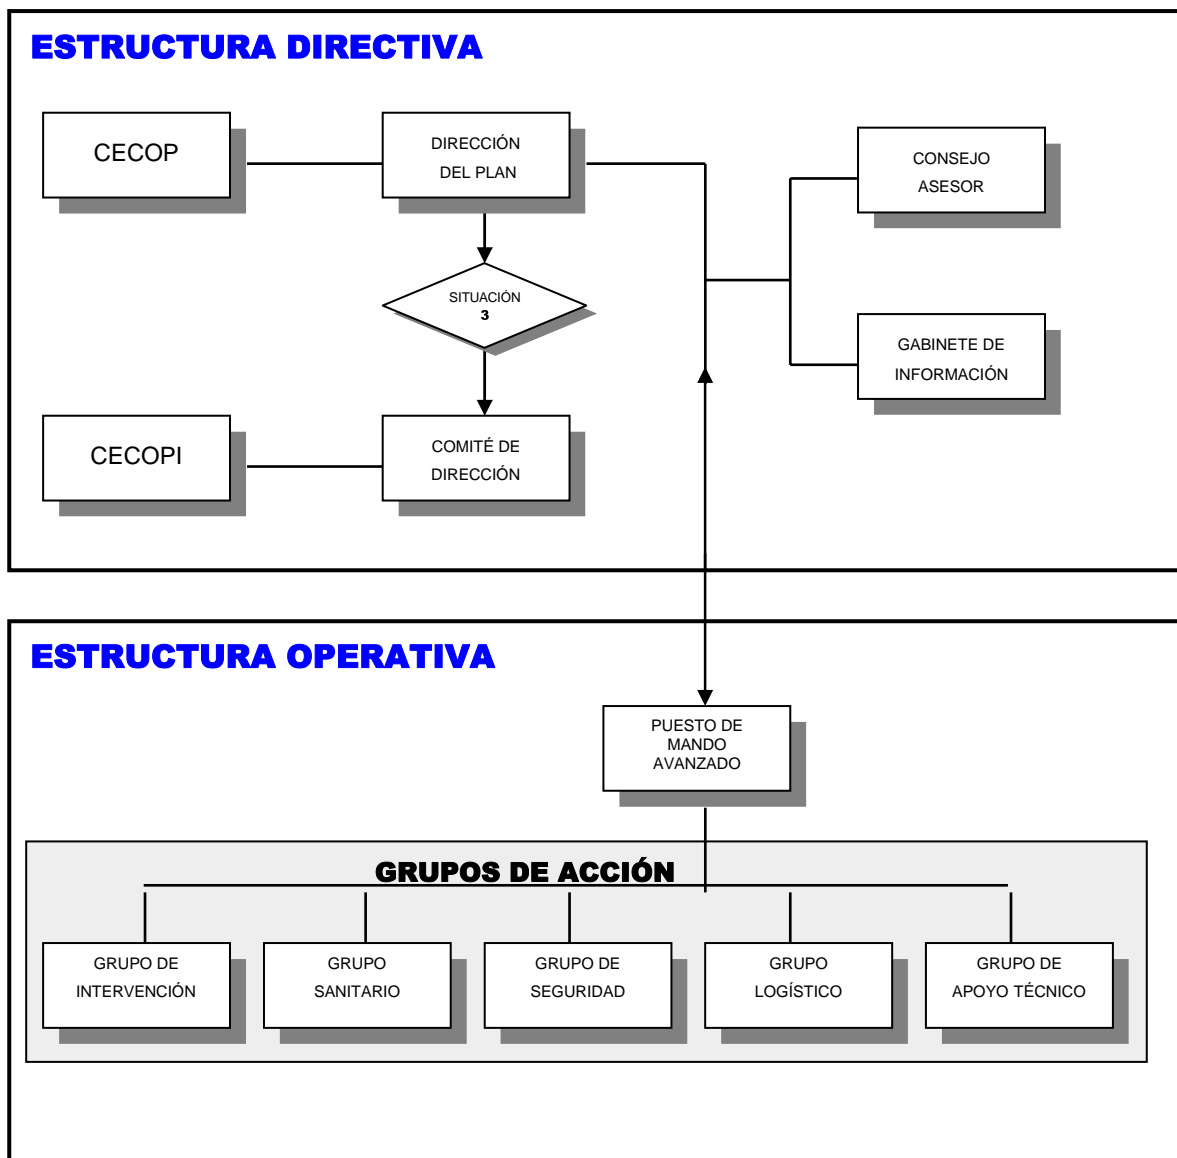 ESTRUCTURA DIRECTIVA
CECOP
DIRECCIÓN
DEL PLAN
CONSEJO
ASESOR
SITUACIÓN
3
GABINETE DE
INFORMACIÓN
CECOPI
COMITÉ DE
DIRECCIÓN
ESTRUCTURA OPERATIVA
PUESTO DE
MANDO
AVANZADO
GRUPOS DE ACCIÓN
GRUPO DE
INTERVENCIÓN
GRUPO
SANITARIO
GRUPO DE
SEGURIDAD
GRUPO
LOGÍSTICO
GRUPO DE
APOYO TÉCNICO